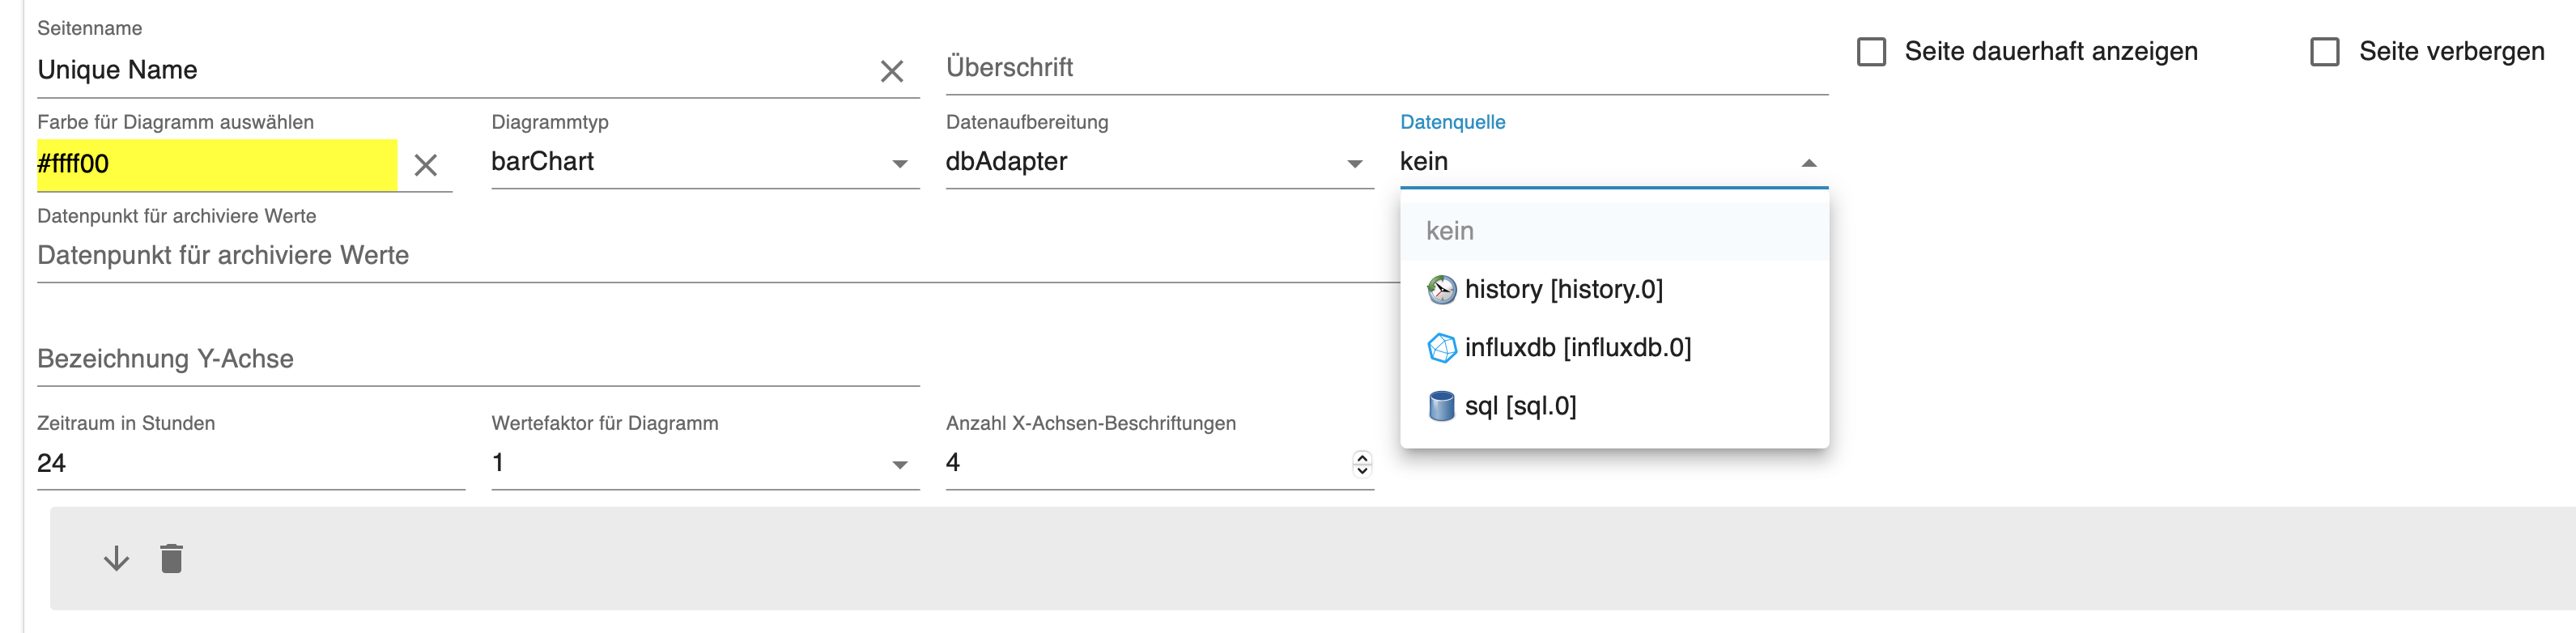 Seitenname
Unique Name
Überschrift
Seite dauerhaft anzeigen
Seite verbergen
Farbe für Diagramm auswählen
#ffff00
Diagrammtyp
barChart
Datenaufbereitung
dbAdapter
Datenquelle
kein
kein
history [history.0]
influxdb [influxdb.0]
sql [sql.0]
Datenpunkt für archiviere Werte
Datenpunkt für archiviere Werte
Bezeichnung Y-Achse
Zeitraum in Stunden
24
Wertefaktor für Diagramm
1
Anzahl X-Achsen-Beschriftungen
4